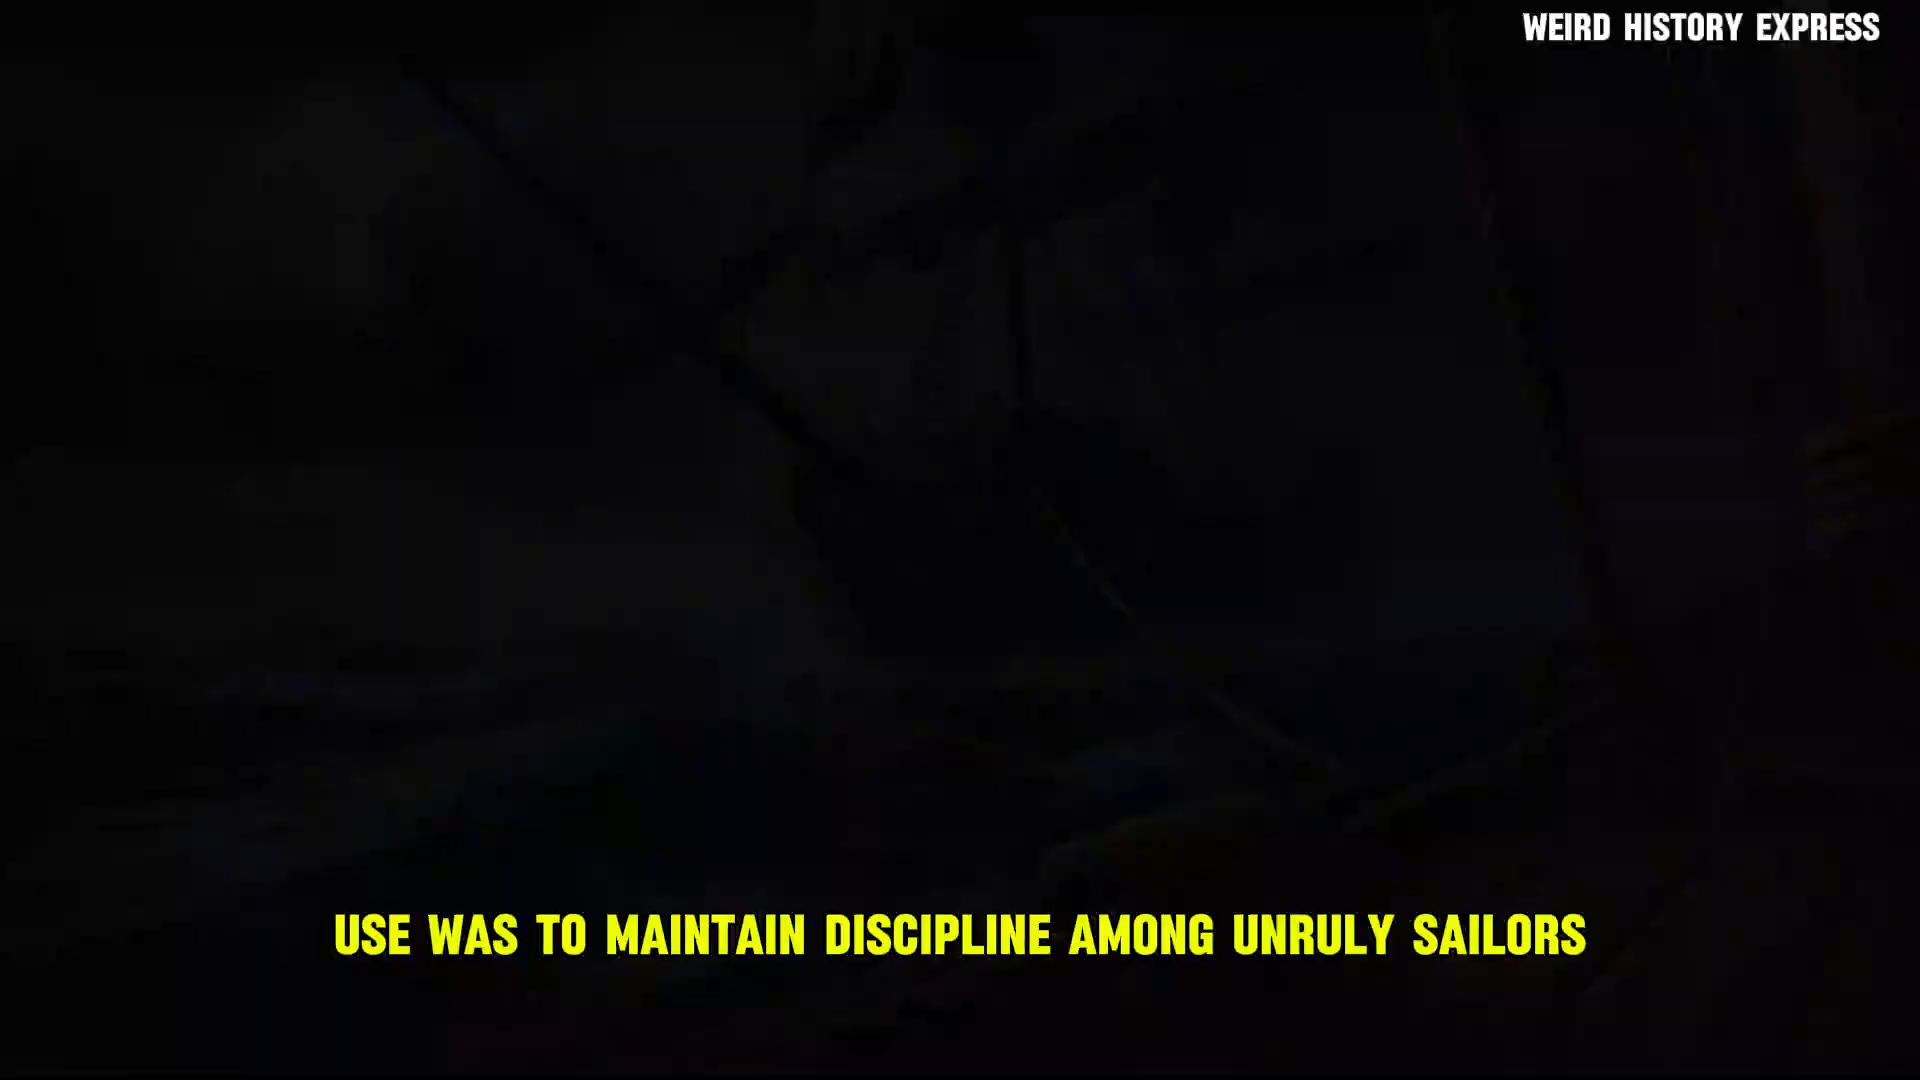 WEIRD HISTORY EXPRESS
USE WAS TO MAINTAIN DISCIPLINE AMONG UNRULY SAILORS